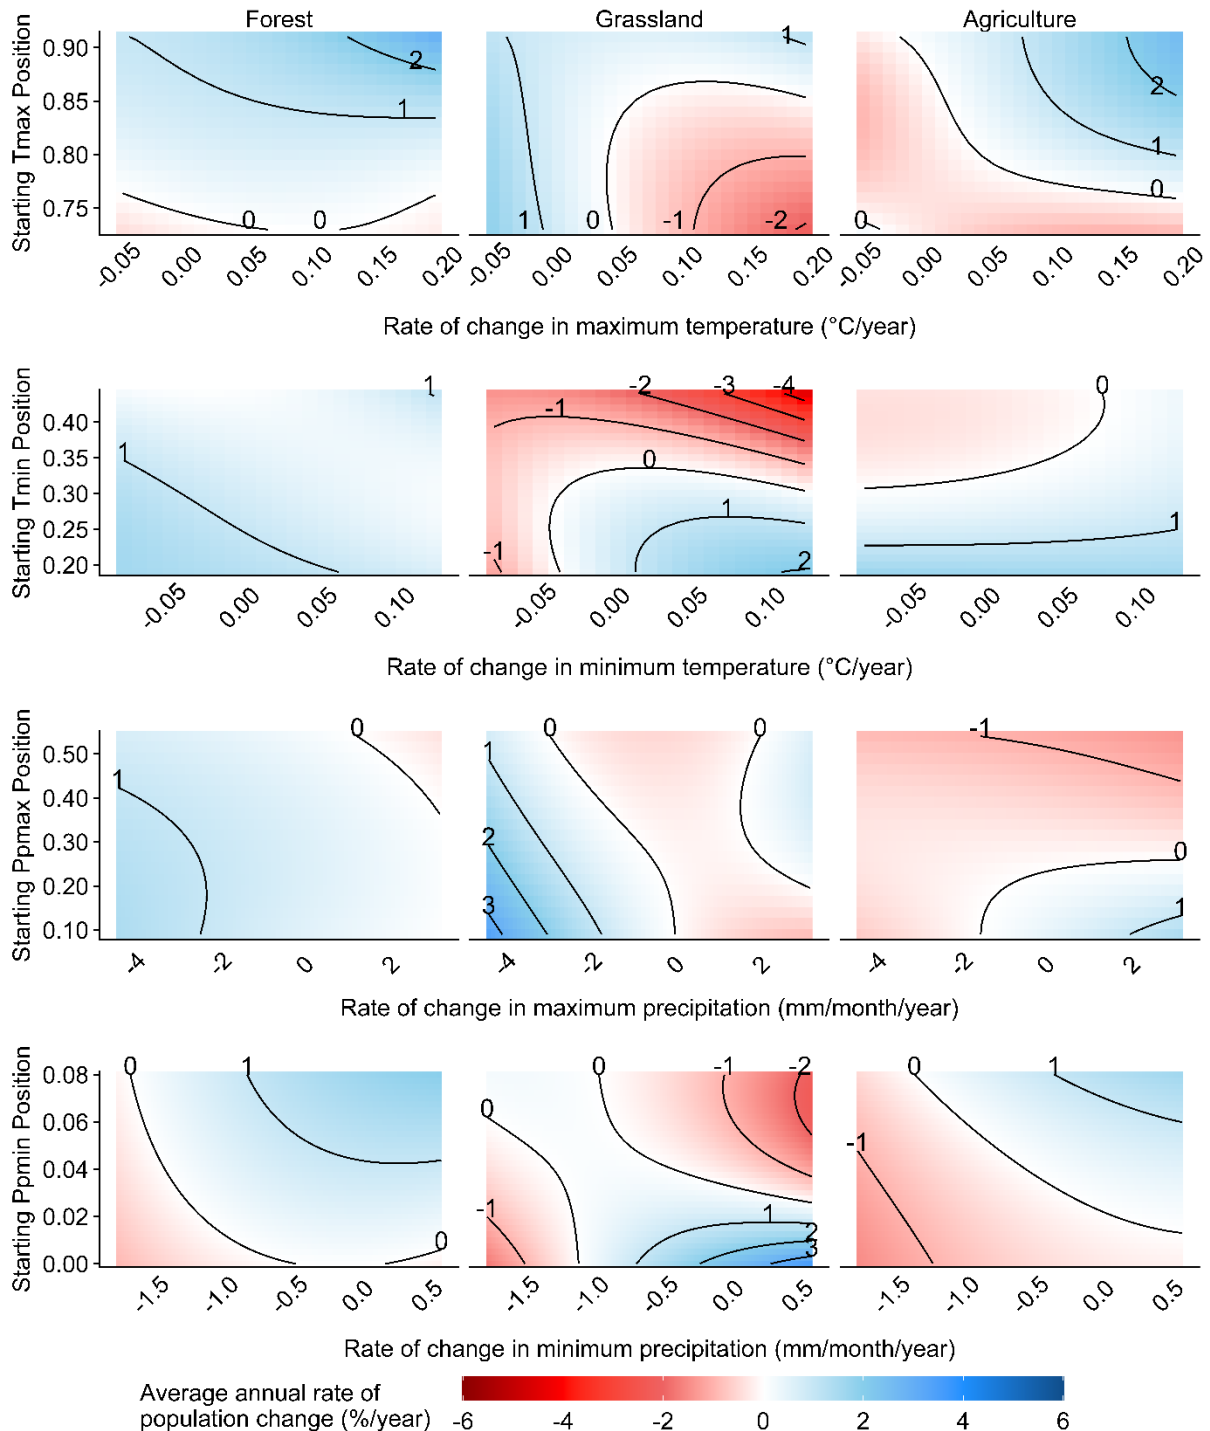 Forest Grassland Agriculture
Starting Tmax Position
0.90
0.85
0.80
0.75
2
1
0 0
1
1 0 -1 -2
2
1
0
0
-0.05 0.00 0.05 0.10 0.15 0.20
-0.05 0.00 0.05 0.10 0.15 0.20
-0.05 0.00 0.05 0.10 0.15 0.20
Rate of change in maximum temperature (°C/year)
Starting Tmin Position
0.40
0.35
0.30
0.25
0.20
1
1
-2 -3 -4
-1
0
1
-1
2
0
1
-0.05 0.00 0.05 0.10
-0.05 0.00 0.05 0.10
-0.05 0.00 0.05 0.10
Rate of change in minimum temperature (°C/year)
Starting Ppmax Position
0.50
0.40
0.30
0.20
0.10
0
1
0 0
1
2
3
-1
0
1
-4 -2 0 2
-4 -2 0 2
-4 -2 0 2
Rate of change in maximum precipitation (mm/month/year)
Starting Ppmin Position
0.08
0.06
0.04
0.02
0.00
0 1
0
0 -1 -2
0
-1
1
2
3
0 1
-1
-1.5 -1.0 -0.5 0.0 0.5
-1.5 -1.0 -0.5 0.0 0.5
-1.5 -1.0 -0.5 0.0 0.5
Rate of change in minimum precipitation (mm/month/year)
Average annual rate of
population change (%/year)
-6 -4 -2 0 2 4 6